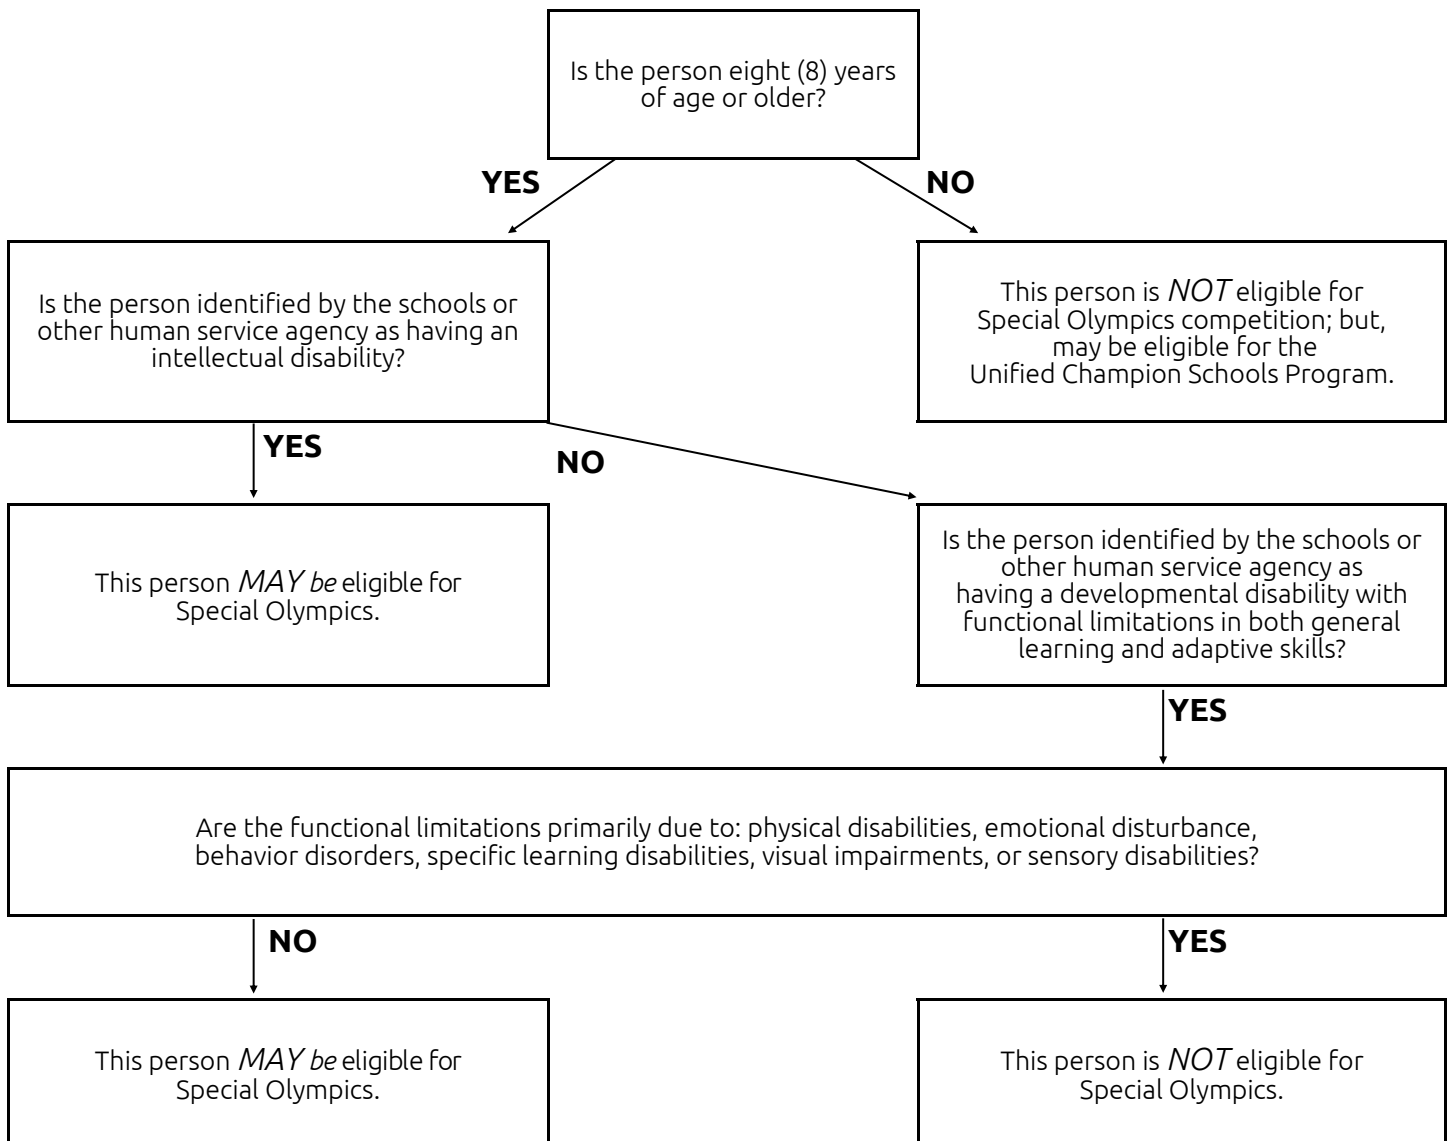 Is the person eight (8) years
of age or older?
YES
NO
Is the person identified by the schools or
other human service agency as having an
intellectual disability?
This person is NOT eligible for
Special Olympics competition; but,
may be eligible for the
Unified Champion Schools Program.
YES
NO
This person MAY be eligible for
Special Olympics.
Is the person identified by the schools or
other human service agency as
having a developmental disability with
functional limitations in both general
learning and adaptive skills?
YES
Are the functional limitations primarily due to: physical disabilities, emotional disturbance,
behavior disorders, specific learning disabilities, visual impairments, or sensory disabilities?
NO
YES
This person MAY be eligible for
Special Olympics.
This person is NOT eligible for
Special Olympics.